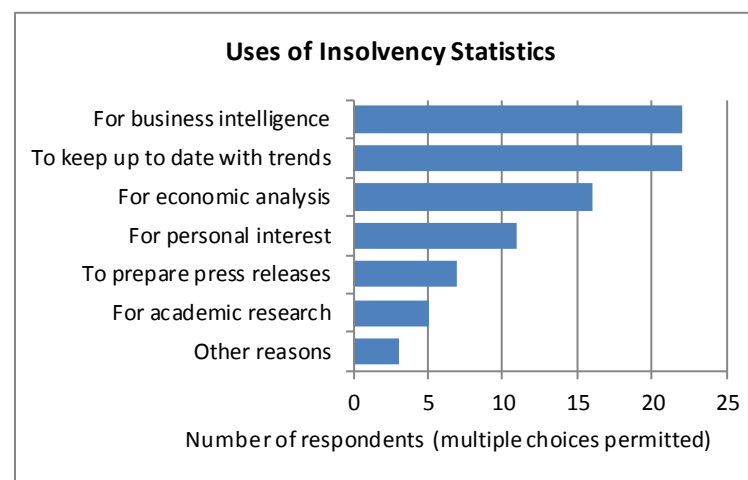 Uses of Insolvency Statistics
For business intelligence
To keep up to date with trends
For economic analysis
For personal interest
To prepare press releases
For academic research
Other reasons
0 5 10 15 20 25
Number of respondents (multiple choices permitted)